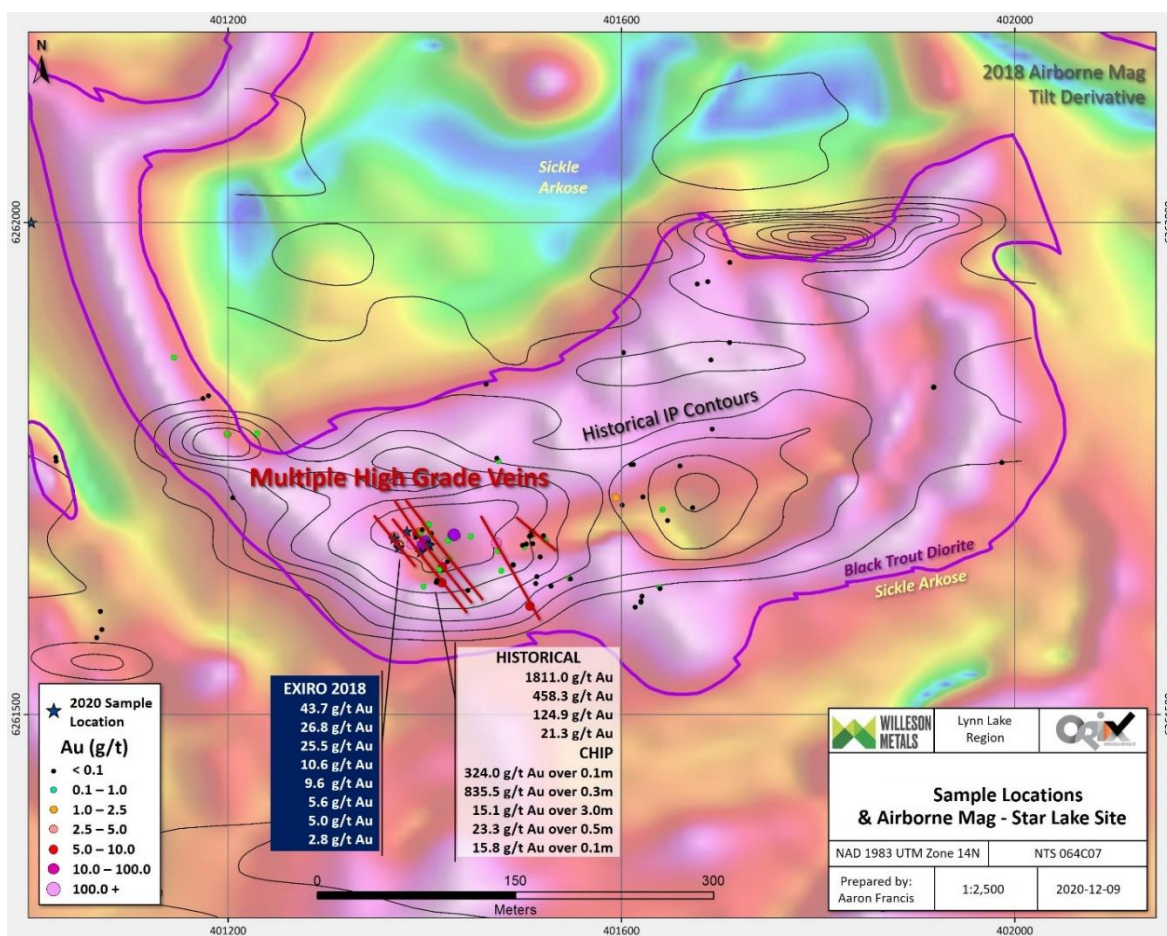 401200
401600
402000
N
2018 Airborne Mag
Tilt Derivative
Sickle
Arkose
6262000
6262000
Historical IP Contours
Multiple High Grade Veins
Black Trout Diorite
Sickle Arkose
EXIRO 2018
43.7 g/t Au
26.8 g/t Au
25.5 g/t Au
10.6 g/t Au
9.6 g/t Au
5.6 g/t Au
5.0 g/t Au
2.8 g/t Au
HISTORICAL
1811.0 g/t Au
458.3 g/t Au
124.9 g/t Au
21.3 g/t Au
CHIP
324.0 g/t Au over 0.1m
835.5 g/t Au over 0.3m
15.1 g/t Au over 3.0m
23.3 g/t Au over 0.5m
15.8 g/t Au over 0.1m
6261500
6261500
2020 Sample
Location
Au (g/t)
< 0.1
0.1 – 1.0
1.0 – 2.5
2.5 – 5.0
5.0 – 10.0
10.0 – 100.0
100.0 +
0 150 300
Meters
WILLESON
METALS
Lynn Lake
Region
ORIX
Sample Locations
& Airborne Mag - Star Lake Site
NAD 1983 UTM Zone 14N
NTS 064C07
Prepared by:
Aaron Francis
1:2,500
2020-12-09
401200
401600
402000